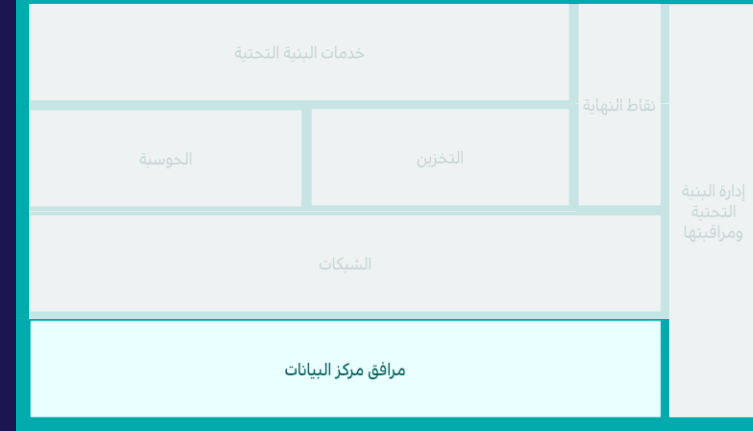 خدمات البنية التحتية
نقاط النهاية
الحوسبة
التخزين
إدارة البنية
التحتية
ومراقبتها
الشبكات
مرافق مركز البيانات